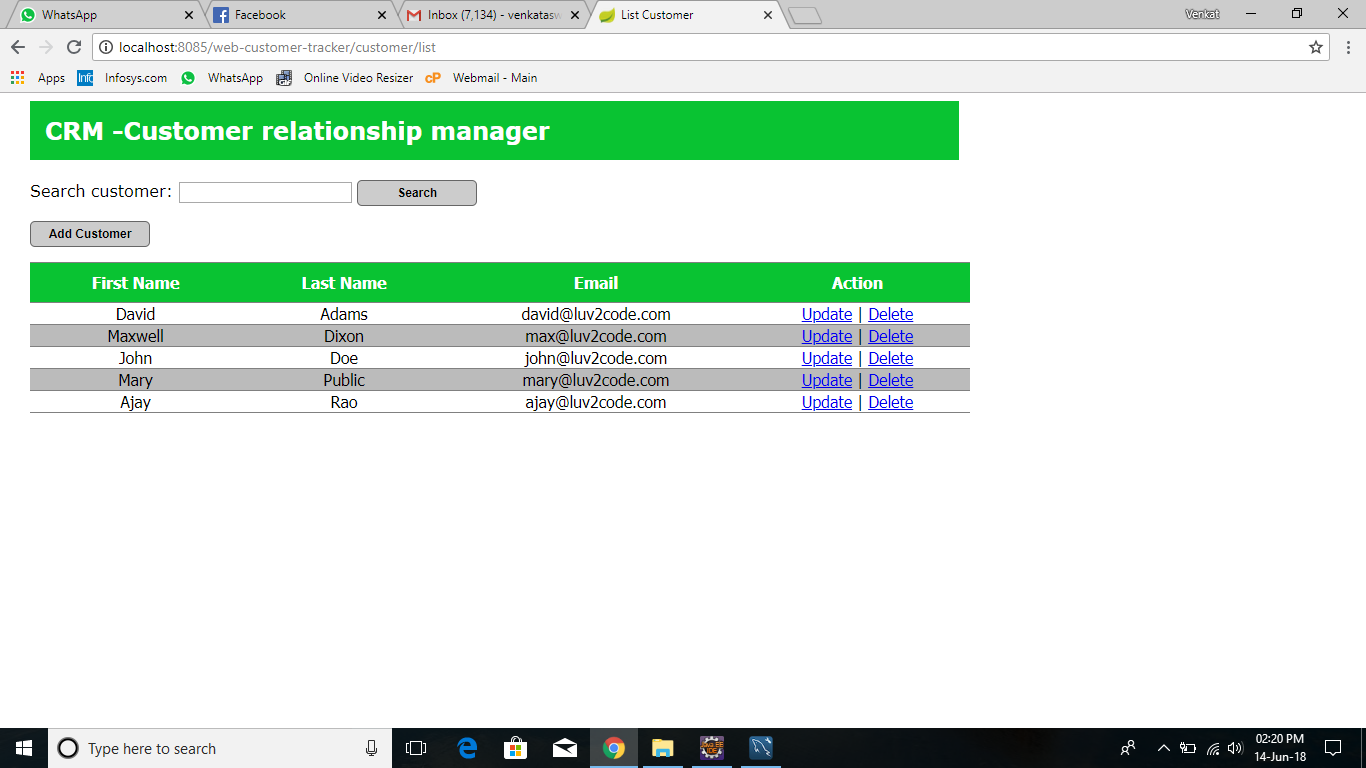 WhatsApp Facebook Inbox (7,134) - venkatasw List Customer Venkat
localhost:8085/web-customer-tracker/customer/list
Apps Infosys.com WhatsApp Online Video Resizer cP Webmail - Main
CRM -Customer relationship manager
Search customer: Search
Add Customer
First Name Last Name Email Action
David Adams david@luv2code.com Update | Delete
Maxwell Dixon max@luv2code.com Update | Delete
John Doe john@luv2code.com Update | Delete
Mary Public mary@luv2code.com Update | Delete
Ajay Rao ajay@luv2code.com Update | Delete
Type here to search
02:20 PM
14-Jun-18